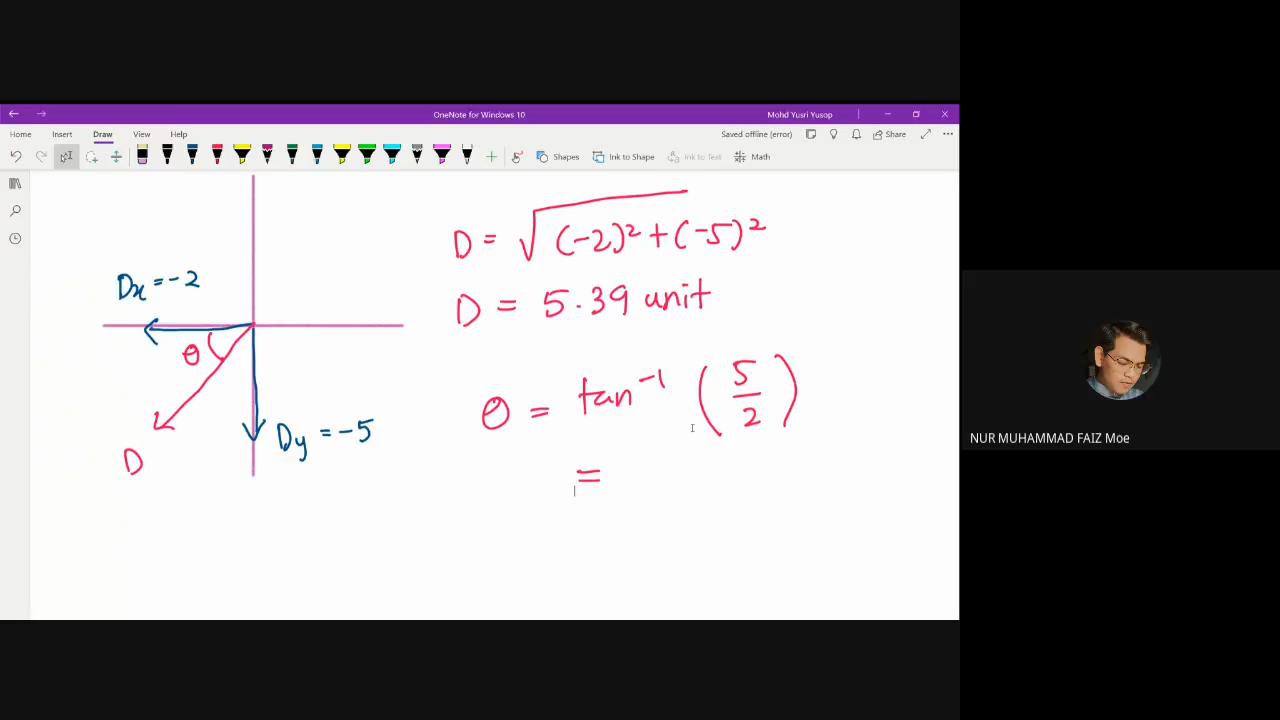 OneNote for Windows 10
Mohd Yusri Yusop
Home Insert Draw View Help
Saved offline (error)
Share
Shapes
Ink to Shape
Ink to Text
Math
D = √(-2)² + (-5)²
Dx = -2
D = 5.39 unit
θ
θ = tan⁻¹ (5/2)
Dy = -5
D
=
NUR MUHAMMAD FAIZ Moe